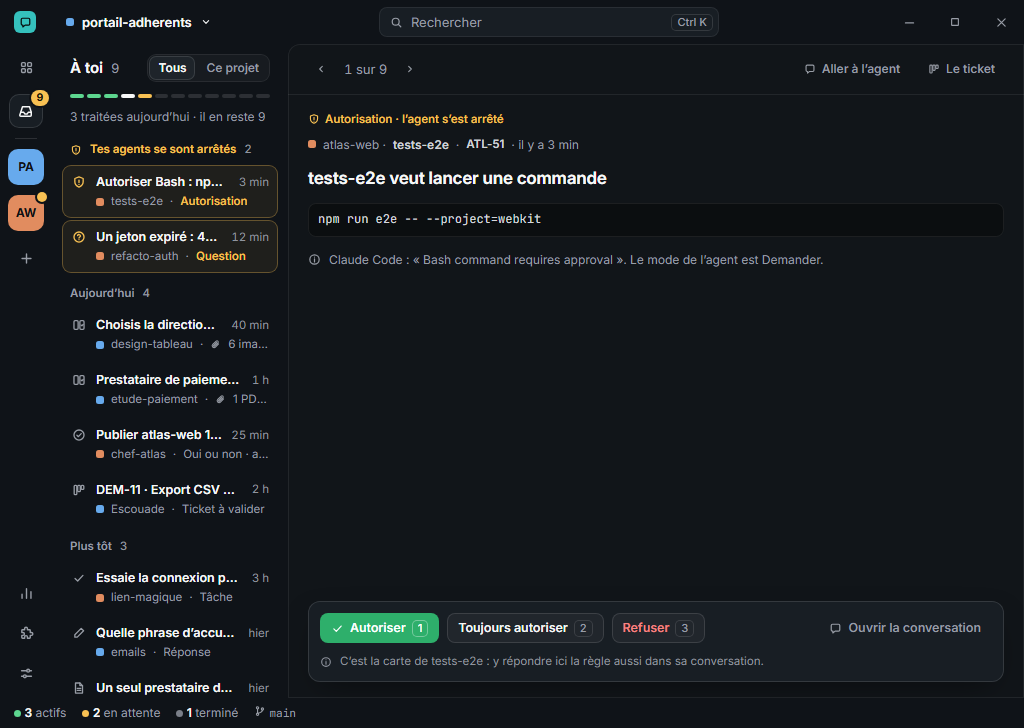 portail-adherents
Rechercher
Ctrl K
9
PA
AW
À toi 9
Tous
Ce projet
3 traitées aujourd’hui · il en reste 9
Tes agents se sont arrêtés 2
Autoriser Bash : np... 3 min
tests-e2e · Autorisation
Un jeton expiré : 4... 12 min
refacto-auth · Question
Aujourd’hui 4
Choisis la directio... 40 min
design-tableau · 6 ima...
Prestataire de paieme... 1 h
etude-paiement · 1 PD...
Publier atlas-web 1... 25 min
chef-atlas · Oui ou non · a...
DEM-11 · Export CSV ... 2 h
Escouade · Ticket à valider
Plus tôt 3
Essaie la connexion p... 3 h
lien-magique · Tâche
Quelle phrase d’accu... hier
emails · Réponse
Un seul prestataire d... hier
1 sur 9
Aller à l’agent
Le ticket
Autorisation · l’agent s’est arrêté
atlas-web · tests-e2e · ATL-51 · il y a 3 min
tests-e2e veut lancer une commande
npm run e2e -- --project=webkit
Claude Code : « Bash command requires approval ». Le mode de l’agent est Demander.
Autoriser 1
Toujours autoriser 2
Refuser 3
Ouvrir la conversation
C’est la carte de tests-e2e : y répondre ici la règle aussi dans sa conversation.
3 actifs
2 en attente
1 terminé
main